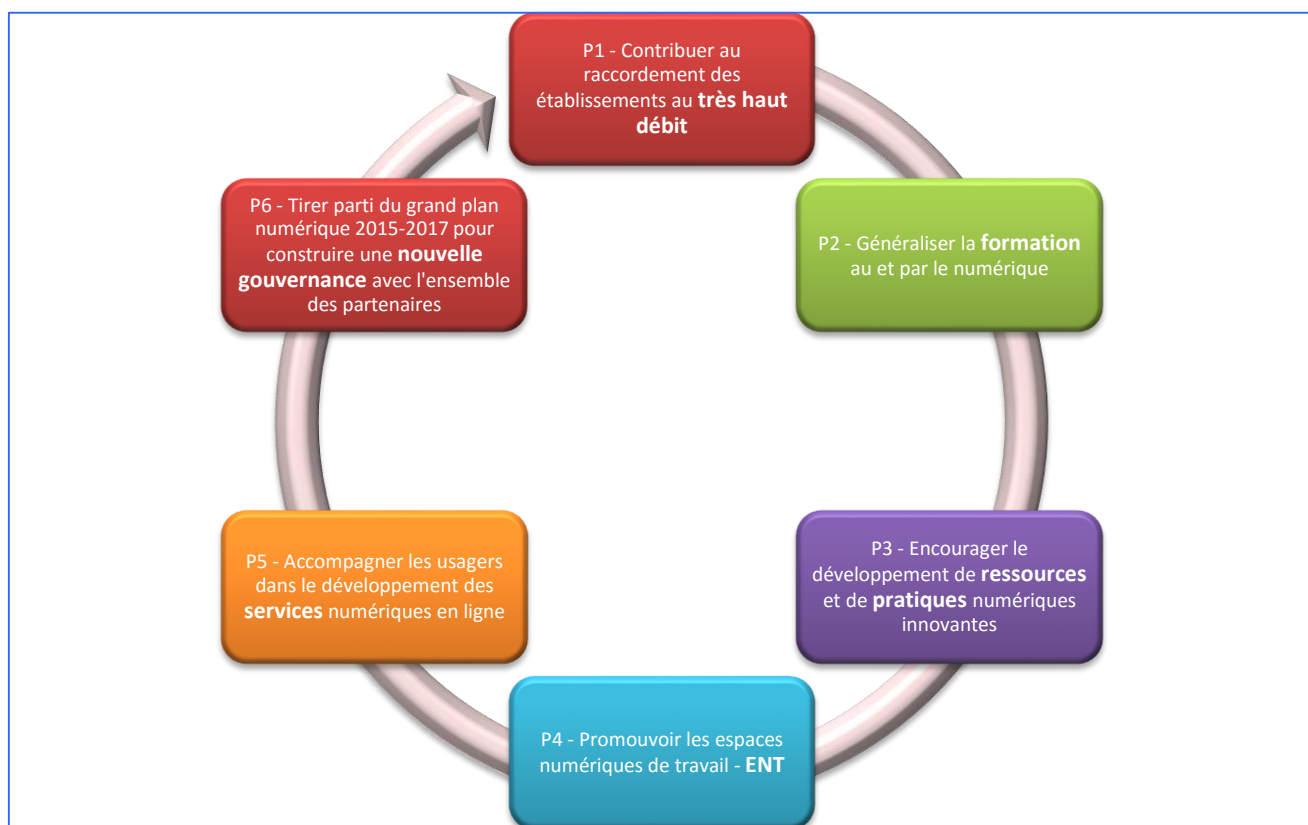 P1 - Contribuer au
raccordement des
établissements au très haut
débit
P2 - Généraliser la formation
au et par le numérique
P3 - Encourager le
développement de ressources
et de pratiques numériques
innovantes
P4 - Promouvoir les espaces
numériques de travail - ENT
P5 - Accompagner les usagers
dans le développement des
services numériques en ligne
P6 - Tirer parti du grand plan
numérique 2015-2017 pour
construire une nouvelle
gouvernance avec l'ensemble
des partenaires